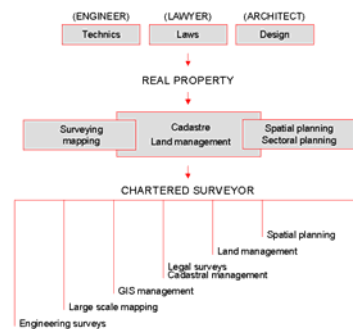 (ENGINEER) (LAWYER) (ARCHITECT)
Technics Laws Design
REAL PROPERTY
Surveying
mapping
Cadastre
Land management
Spatial planning
Sectoral planning
CHARTERED SURVEYOR
Spatial planning
Land management
Legal surveys
Cadastral management
GIS management
Large scale mapping
Engineering surveys